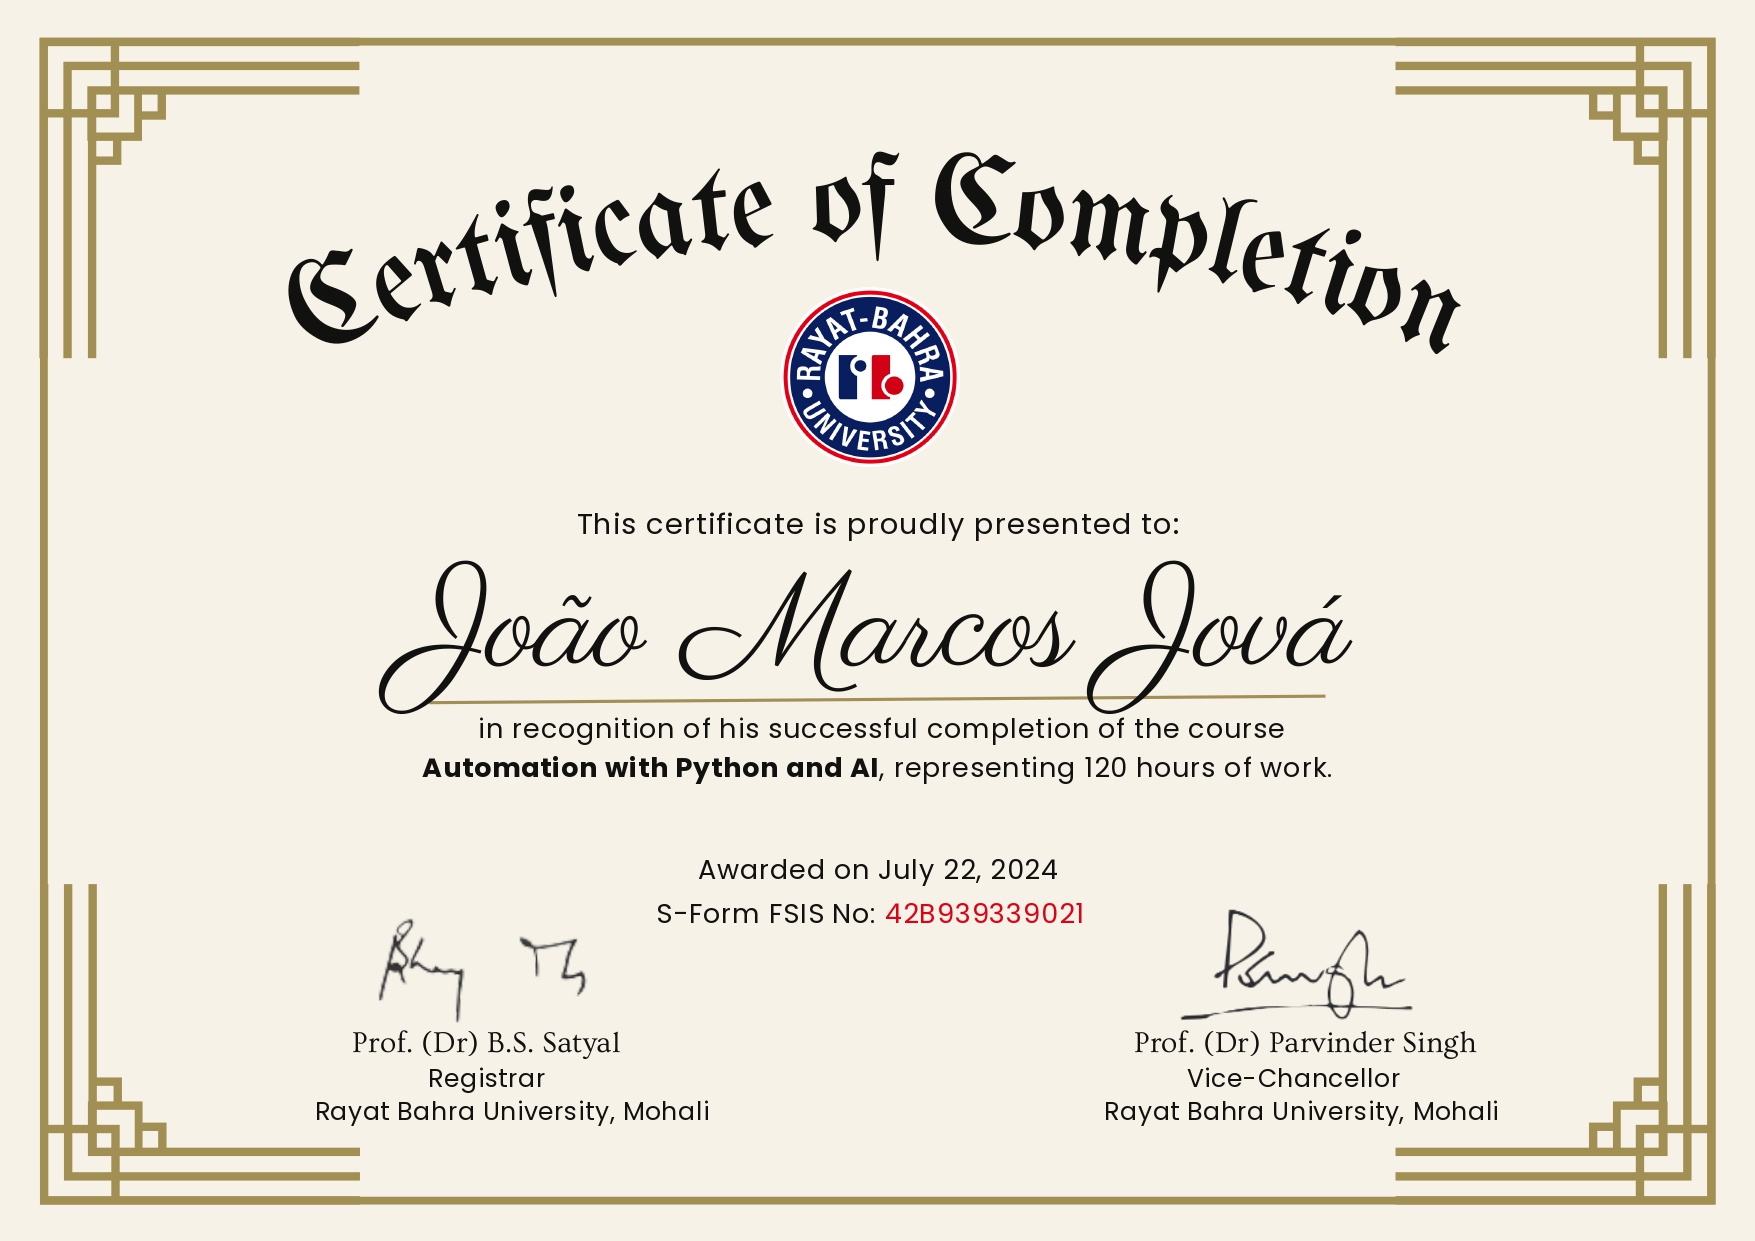 Certificate of Completion
RAYAT-BAHRA
UNIVERSITY
This certificate is proudly presented to:
João Marcos Jová
in recognition of his successful completion of the course
Automation with Python and AI, representing 120 hours of work.
Awarded on July 22, 2024
S-Form FSIS No: 42B939339021
Prof. (Dr) B.S. Satyal
Registrar
Rayat Bahra University, Mohali
Prof. (Dr) Parvinder Singh
Vice-Chancellor
Rayat Bahra University, Mohali